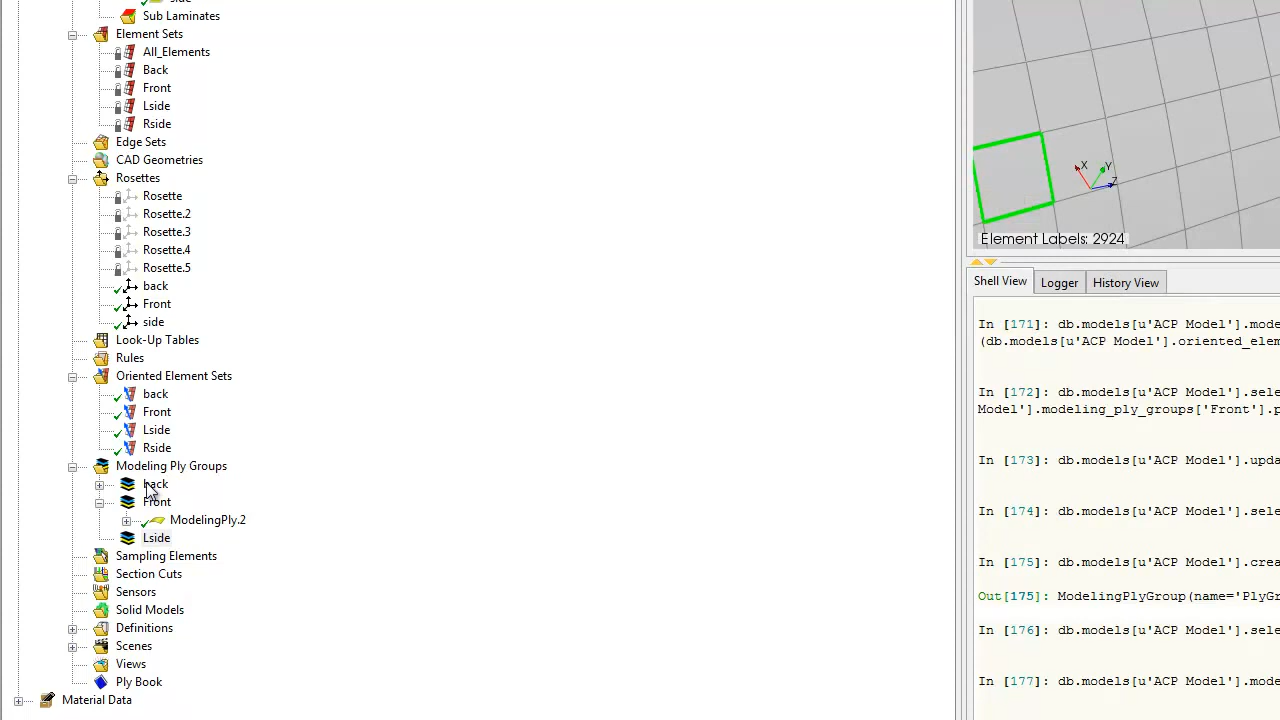 side
Sub Laminates
Element Sets
All_Elements
Back
Front
Lside
Rside
Edge Sets
CAD Geometries
Rosettes
Rosette
Rosette.2
Rosette.3
Rosette.4
Rosette.5
back
Front
side
Look-Up Tables
Rules
Oriented Element Sets
back
Front
Lside
Rside
Modeling Ply Groups
back
Front
ModelingPly.2
Lside
Sampling Elements
Section Cuts
Sensors
Solid Models
Definitions
Scenes
Views
Ply Book
Material Data
X
Y
Z
Element Labels: 2924
Shell View
Logger
History View
In [171]: db.models[u'ACP Model'].mode
(db.models[u'ACP Model'].oriented_elem
In [172]: db.models[u'ACP Model'].sele
Model'].modeling_ply_groups['Front'].p
In [173]: db.models[u'ACP Model'].upda
In [174]: db.models[u'ACP Model'].sele
In [175]: db.models[u'ACP Model'].crea
Out[175]: ModelingPlyGroup(name='PlyGr
In [176]: db.models[u'ACP Model'].sele
In [177]: db.models[u'ACP Model'].mode